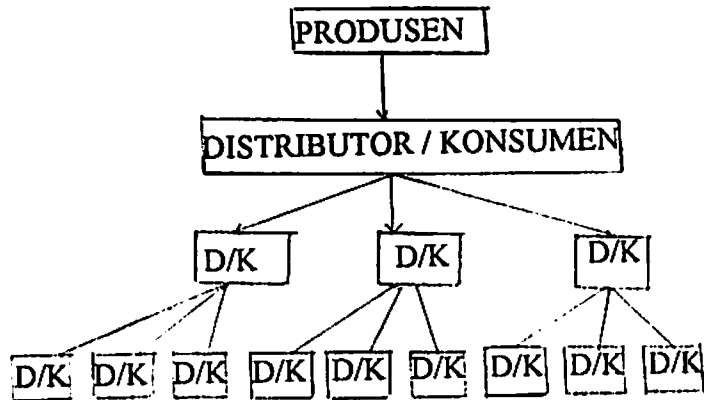 PRODUSEN
DISTRIBUTOR / KONSUMEN
D/K D/K D/K
D/K D/K D/K D/K D/K D/K D/K D/K D/K